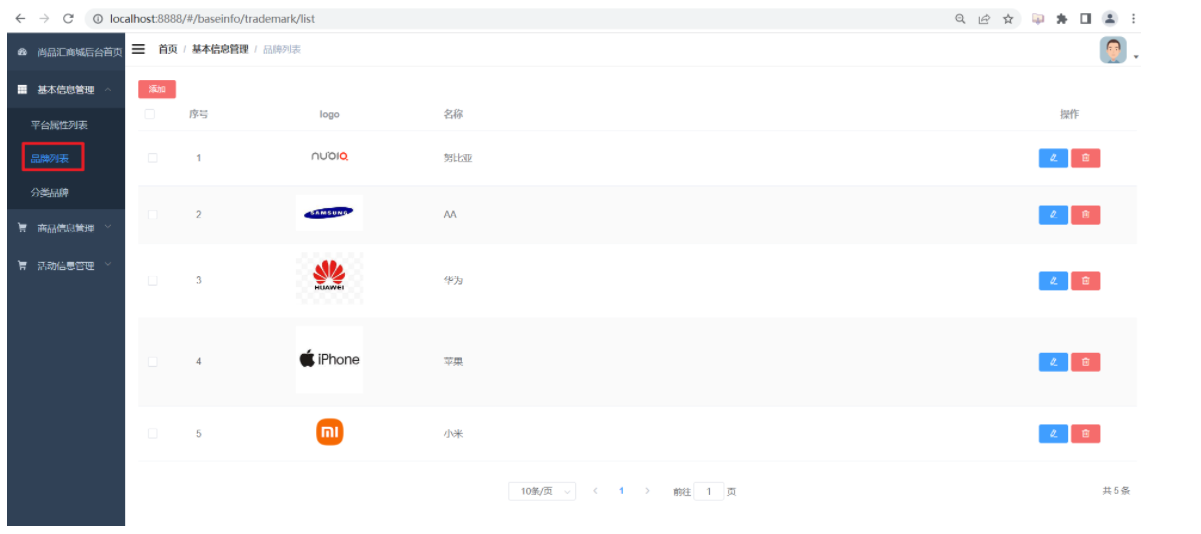 localhost:8888/#/baseinfo/trademark/list
尚品汇商城后台首页
首页 / 基本信息管理 / 品牌列表
基本信息管理
平台属性列表
品牌列表
分类品牌
商品信息管理
活动信息管理
添加
序号 logo 名称 操作
1 nubia 努比亚
2 SAMSUNG AA
3 HUAWEI 华为
4 iPhone 苹果
5 mi 小米
10条/页 < 1 > 前往 1 页 共 5 条